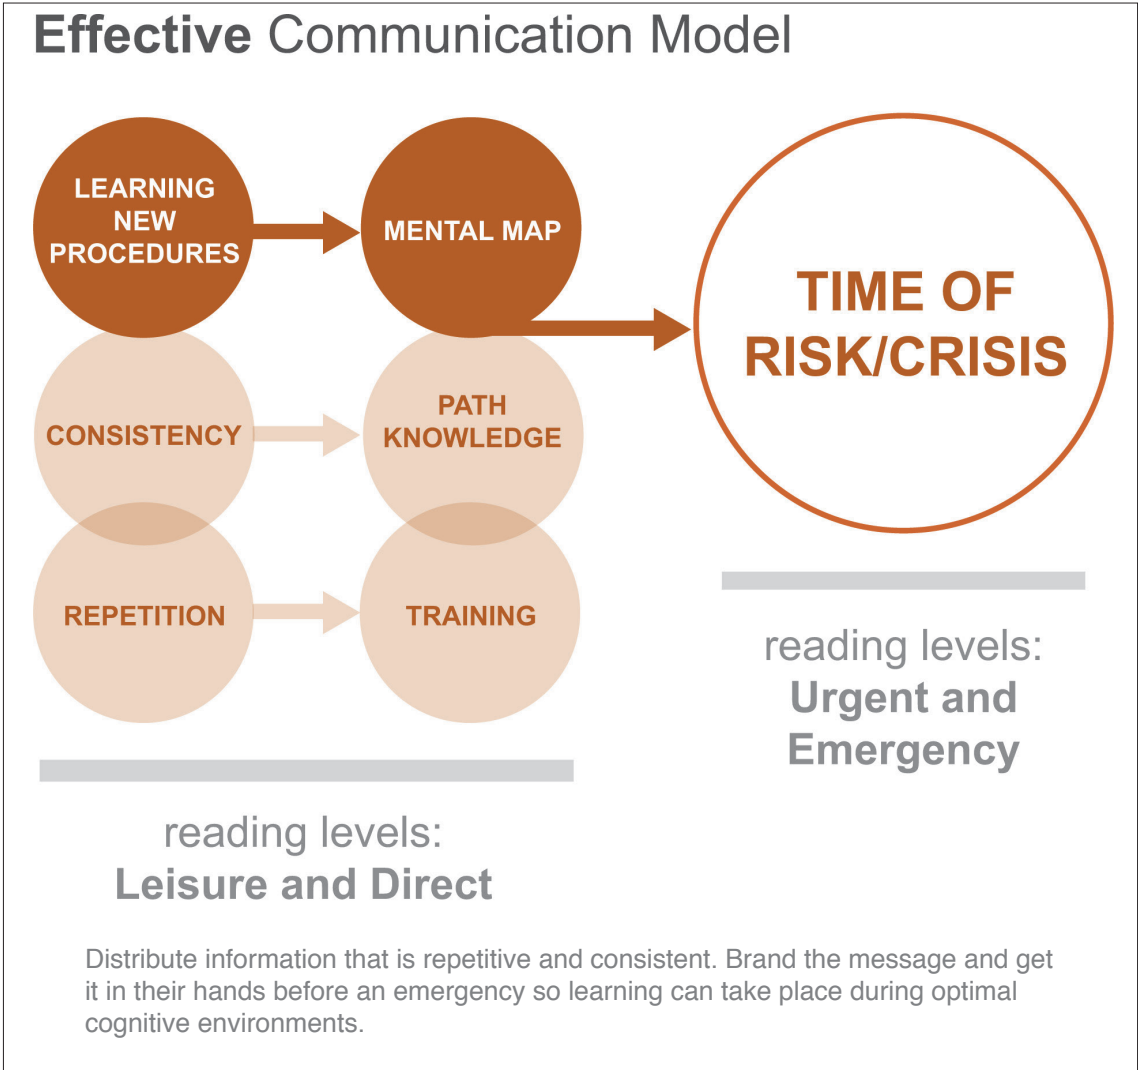 Effective Communication Model
LEARNING
NEW
PROCEDURES
MENTAL MAP
TIME OF
RISK/CRISIS
CONSISTENCY
PATH
KNOWLEDGE
REPETITION
TRAINING
reading levels:
Urgent and
Emergency
reading levels:
Leisure and Direct
Distribute information that is repetitive and consistent. Brand the message and get
it in their hands before an emergency so learning can take place during optimal
cognitive environments.